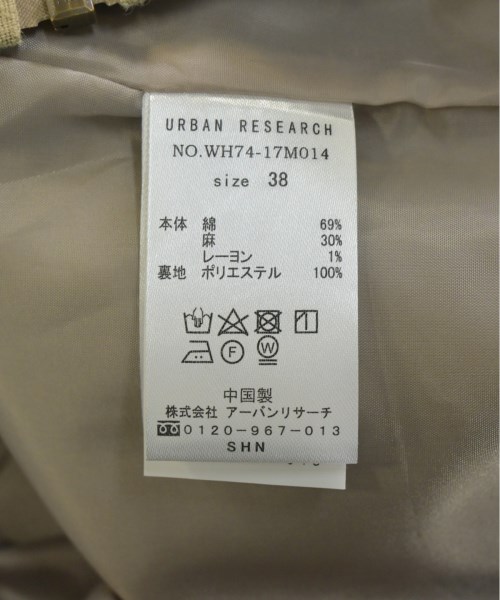 URBAN RESEARCH
NO.WH74-17M014
size 38
本体 綿 69%
麻 30%
レーヨン 1%
裏地 ポリエステル 100%
F W
中国製
株式会社 アーバンリサーチ
0120-967-013
SHN